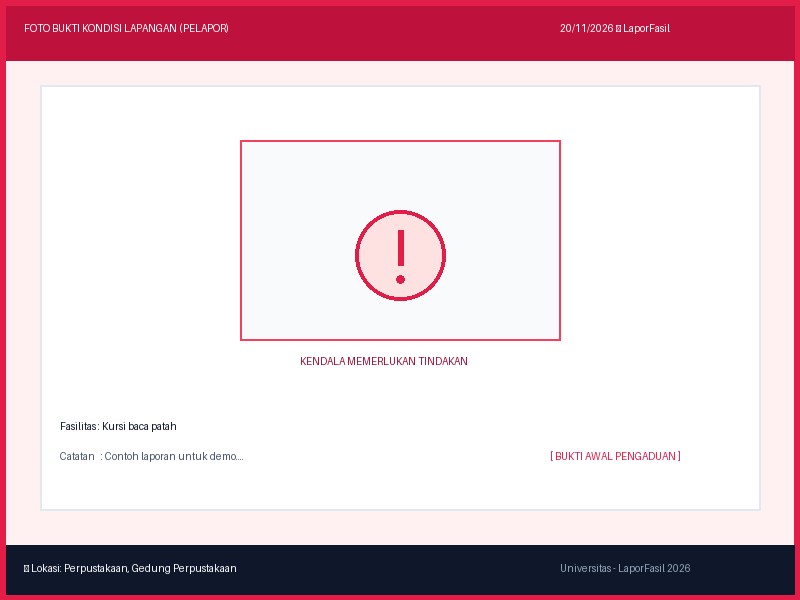 FOTO BUKTI KONDISI LAPANGAN (PELAPOR)
20/11/2026 LaporFasil
KENDALA MEMERLUKAN TINDAKAN
Fasilitas: Kursi baca patah
Catatan : Contoh laporan untuk demo...
[ BUKTI AWAL PENGADUAN ]
Lokasi: Perpustakaan, Gedung Perpustakaan
Universitas - LaporFasil 2026